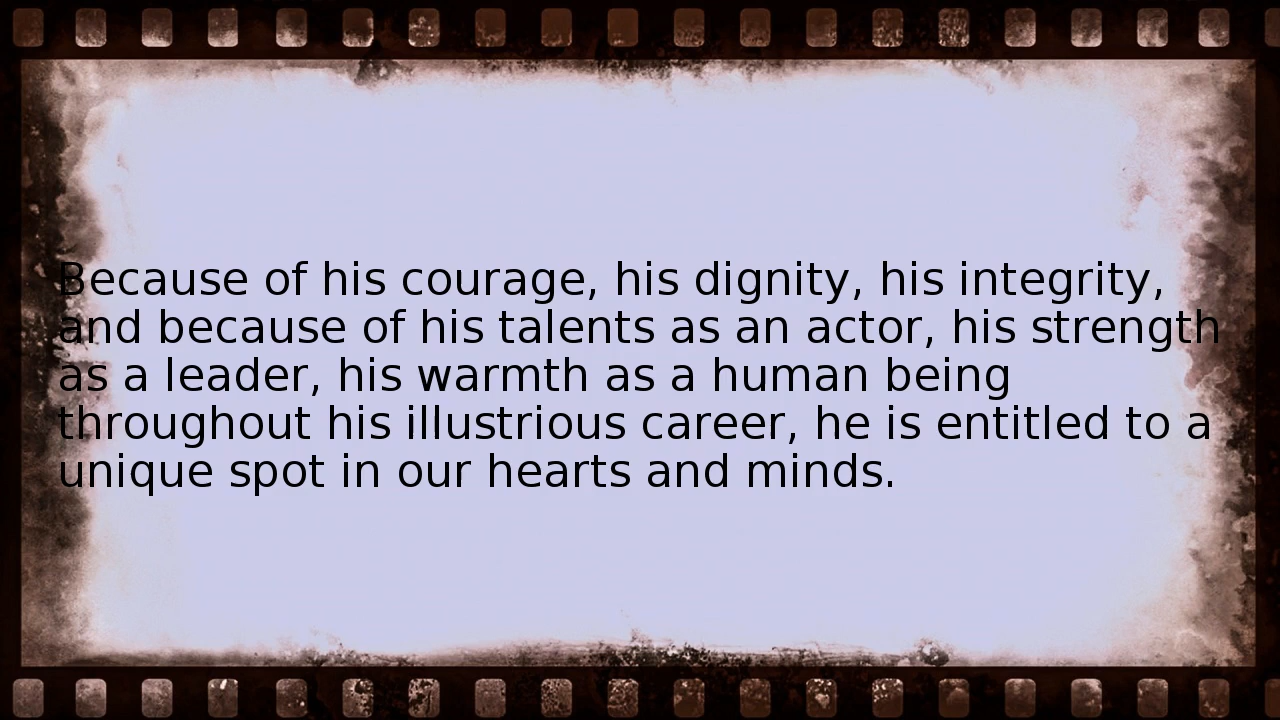 Because of his courage, his dignity, his integrity,
and because of his talents as an actor, his strength
as a leader, his warmth as a human being
throughout his illustrious career, he is entitled to a
unique spot in our hearts and minds.